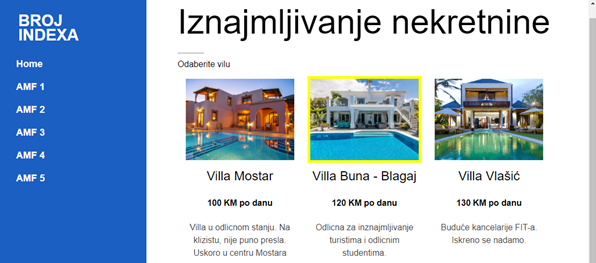 BROJ
INDEXA
Home
AMF 1
AMF 2
AMF 3
AMF 4
AMF 5
Iznajmljivanje nekretnine
Odaberite vilu
Villa Mostar
100 KM po danu
Villa u odlicnom stanju. Na
klizistu, nije puno presla.
Uskoro u centru Mostara
Villa Buna - Blagaj
120 KM po danu
Odlicna za inznajmljivanje
turistima i odlicnim
studentima.
Villa Vlašić
130 KM po danu
Buduće kancelarije FIT-a.
Iskreno se nadamo.